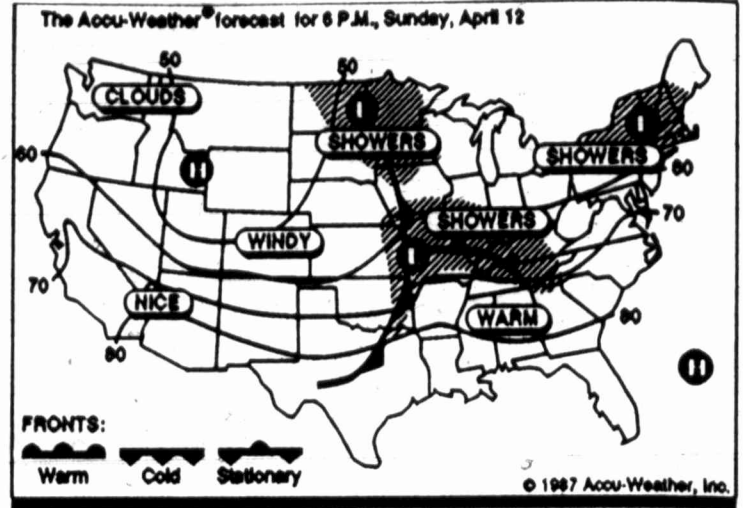 The Accu-Weather® forecast for 6 P.M., Sunday, April 12
50
50
CLOUDS
SHOWERS
60
H
SHOWERS
60
SHOWERS
70
WINDY
70
NICE
WARM
80
80
H
FRONTS:
Warm
Cold
Stationary
© 1987 Accu-Weather, Inc.